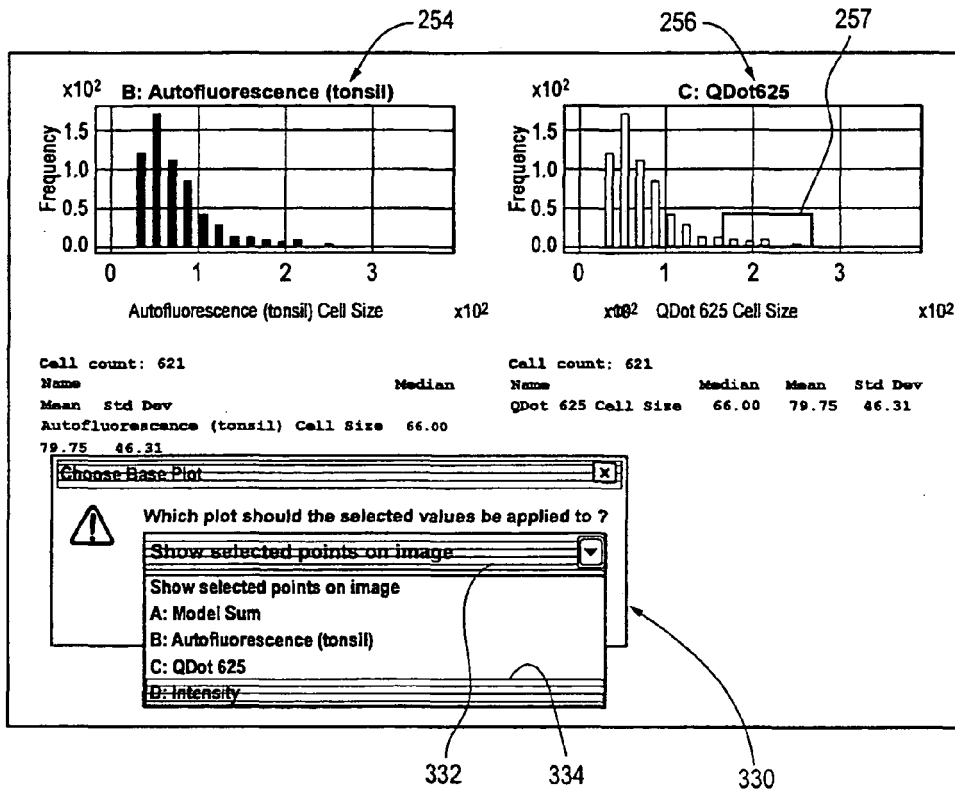 254
256
257
x10² B: Autofluorescence (tonsil)
Frequency
1.5
1.0
0.5
0.0
0 1 2 3
Autofluorescence (tonsil) Cell Size x10²
x10² C: QDot625
Frequency
1.5
1.0
0.5
0.0
0 1 2 3
QDot 625 Cell Size x10²
Cell count: 621
Name Median
Mean Std Dev
Autofluorescence (tonsil) Cell Size 66.00
79.75 46.31
Cell count: 621
Name Median Mean Std Dev
QDot 625 Cell Size 66.00 79.75 46.31
Choose Base Plot x
Which plot should the selected values be applied to ?
Show selected points on image
Show selected points on image
A: Model Sum
B: Autofluorescence (tonsil)
C: QDot 625
D: Intensity
332
334
330